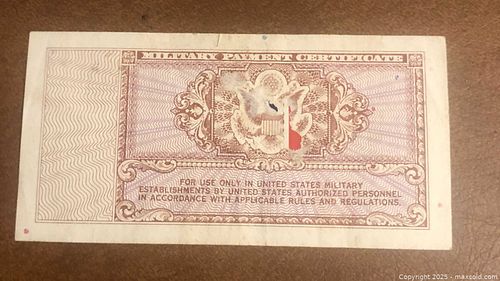 MILITARY PAYMENT CERTIFICATE
FOR USE ONLY IN UNITED STATES MILITARY
ESTABLISHMENTS BY UNITED STATES AUTHORIZED PERSONNEL
IN ACCORDANCE WITH APPLICABLE RULES AND REGULATIONS.
Copyright 2025 - maxsold.com